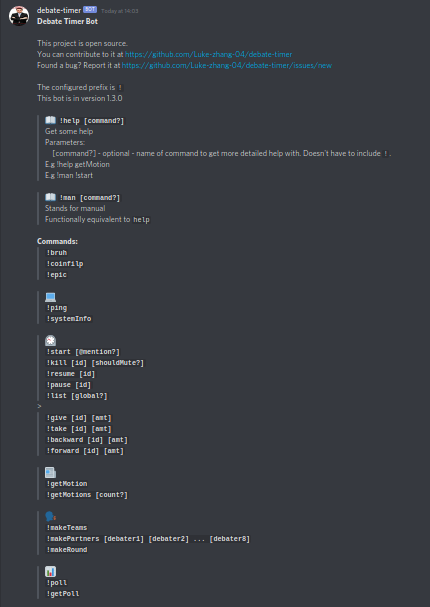 debate-timer BOT Today at 14:03
Debate Timer Bot
This project is open source.
You can contribute to it at https://github.com/Luke-zhang-04/debate-timer
Found a bug? Report it at https://github.com/Luke-zhang-04/debate-timer/issues/new
The configured prefix is !
This bot is in version 1.3.0
!help [command?]
Get some help
Parameters:
[command?] - optional - name of command to get more detailed help with. Doesn't have to include ! .
E.g !help getMotion
E.g !man !start
!man [command?]
Stands for manual
Functionally equivalent to help
Commands:
!bruh
!coinfilp
!epic
!ping
!systemInfo
!start [@mention?]
!kill [id] [shouldMute?]
!resume [id]
!pause [id]
!list [global?]
>
!give [id] [amt]
!take [id] [amt]
!backward [id] [amt]
!forward [id] [amt]
!getMotion
!getMotions [count?]
!makeTeams
!makePartners [debater1] [debater2] ... [debater8]
!makeRound
!poll
!getPoll